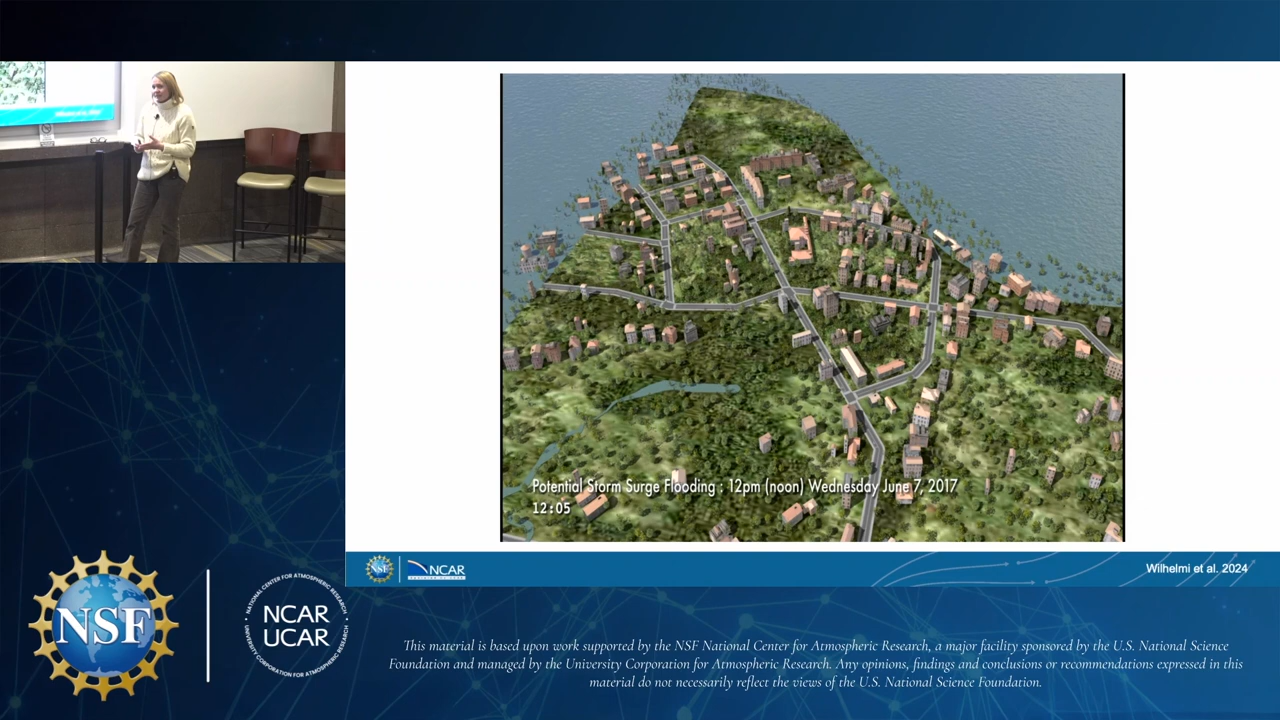 Potential Storm Surge Flooding : 12pm (noon) Wednesday June 7, 2017
12:05
NCAR
Wilhelmi et al. 2024
NSF
NATIONAL CENTER FOR ATMOSPHERIC RESEARCH
NCAR
UCAR
UNIVERSITY CORPORATION FOR ATMOSPHERIC RESEARCH
This material is based upon work supported by the NSF National Center for Atmospheric Research, a major facility sponsored by the U.S. National Science
Foundation and managed by the University Corporation for Atmospheric Research. Any opinions, findings and conclusions or recommendations expressed in this
material do not necessarily reflect the views of the U.S. National Science Foundation.